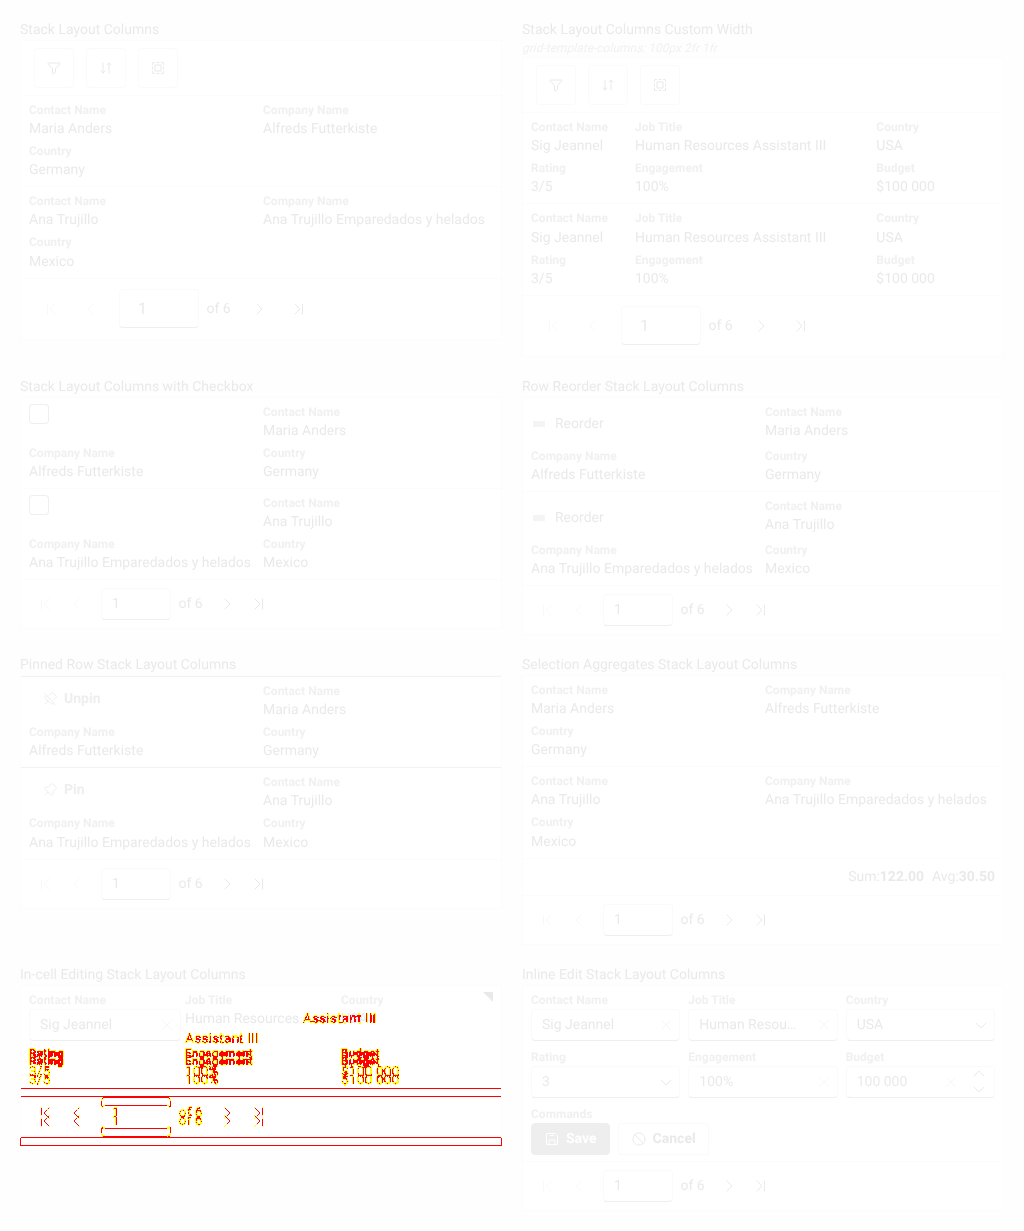 Stack Layout Columns
Contact Name Company Name
Maria Anders Alfreds Futterkiste
Country
Germany
Contact Name Company Name
Ana Trujillo Ana Trujillo Emparedados y helados
Country
Mexico
1 of 6
Stack Layout Columns Custom Width
grid-template-columns: 100px 2fr 1fr
Contact Name Job Title Country
Sig Jeannel Human Resources Assistant III USA
Rating Engagement Budget
3/5 100% $100 000
Contact Name Job Title Country
Sig Jeannel Human Resources Assistant III USA
Rating Engagement Budget
3/5 100% $100 000
1 of 6
Stack Layout Columns with Checkbox
Contact Name
Maria Anders
Company Name Country
Alfreds Futterkiste Germany
Contact Name
Ana Trujillo
Company Name Country
Ana Trujillo Emparedados y helados Mexico
1 of 6
Row Reorder Stack Layout Columns
Contact Name
Reorder Maria Anders
Company Name Country
Alfreds Futterkiste Germany
Contact Name
Reorder Ana Trujillo
Company Name Country
Ana Trujillo Emparedados y helados Mexico
1 of 6
Pinned Row Stack Layout Columns
Contact Name
Unpin Maria Anders
Company Name Country
Alfreds Futterkiste Germany
Contact Name
Pin Ana Trujillo
Company Name Country
Ana Trujillo Emparedados y helados Mexico
1 of 6
Selection Aggregates Stack Layout Columns
Contact Name Company Name
Maria Anders Alfreds Futterkiste
Country
Germany
Contact Name Company Name
Ana Trujillo Ana Trujillo Emparedados y helados
Country
Mexico
Sum:122.00 Avg:30.50
1 of 6
In-cell Editing Stack Layout Columns
Contact Name Job Title Country
Sig Jeannel Human Resources Assistant III
Assistant III
Rating Engagement Budget
Rating Engagement Budget
3/5 100% $100 000
3/5 100% $100 000
1 of 6
1 of 6
Inline Edit Stack Layout Columns
Contact Name Job Title Country
Sig Jeannel Human Resou... USA
Rating Engagement Budget
3 100% 100 000
Commands
Save Cancel
1 of 6